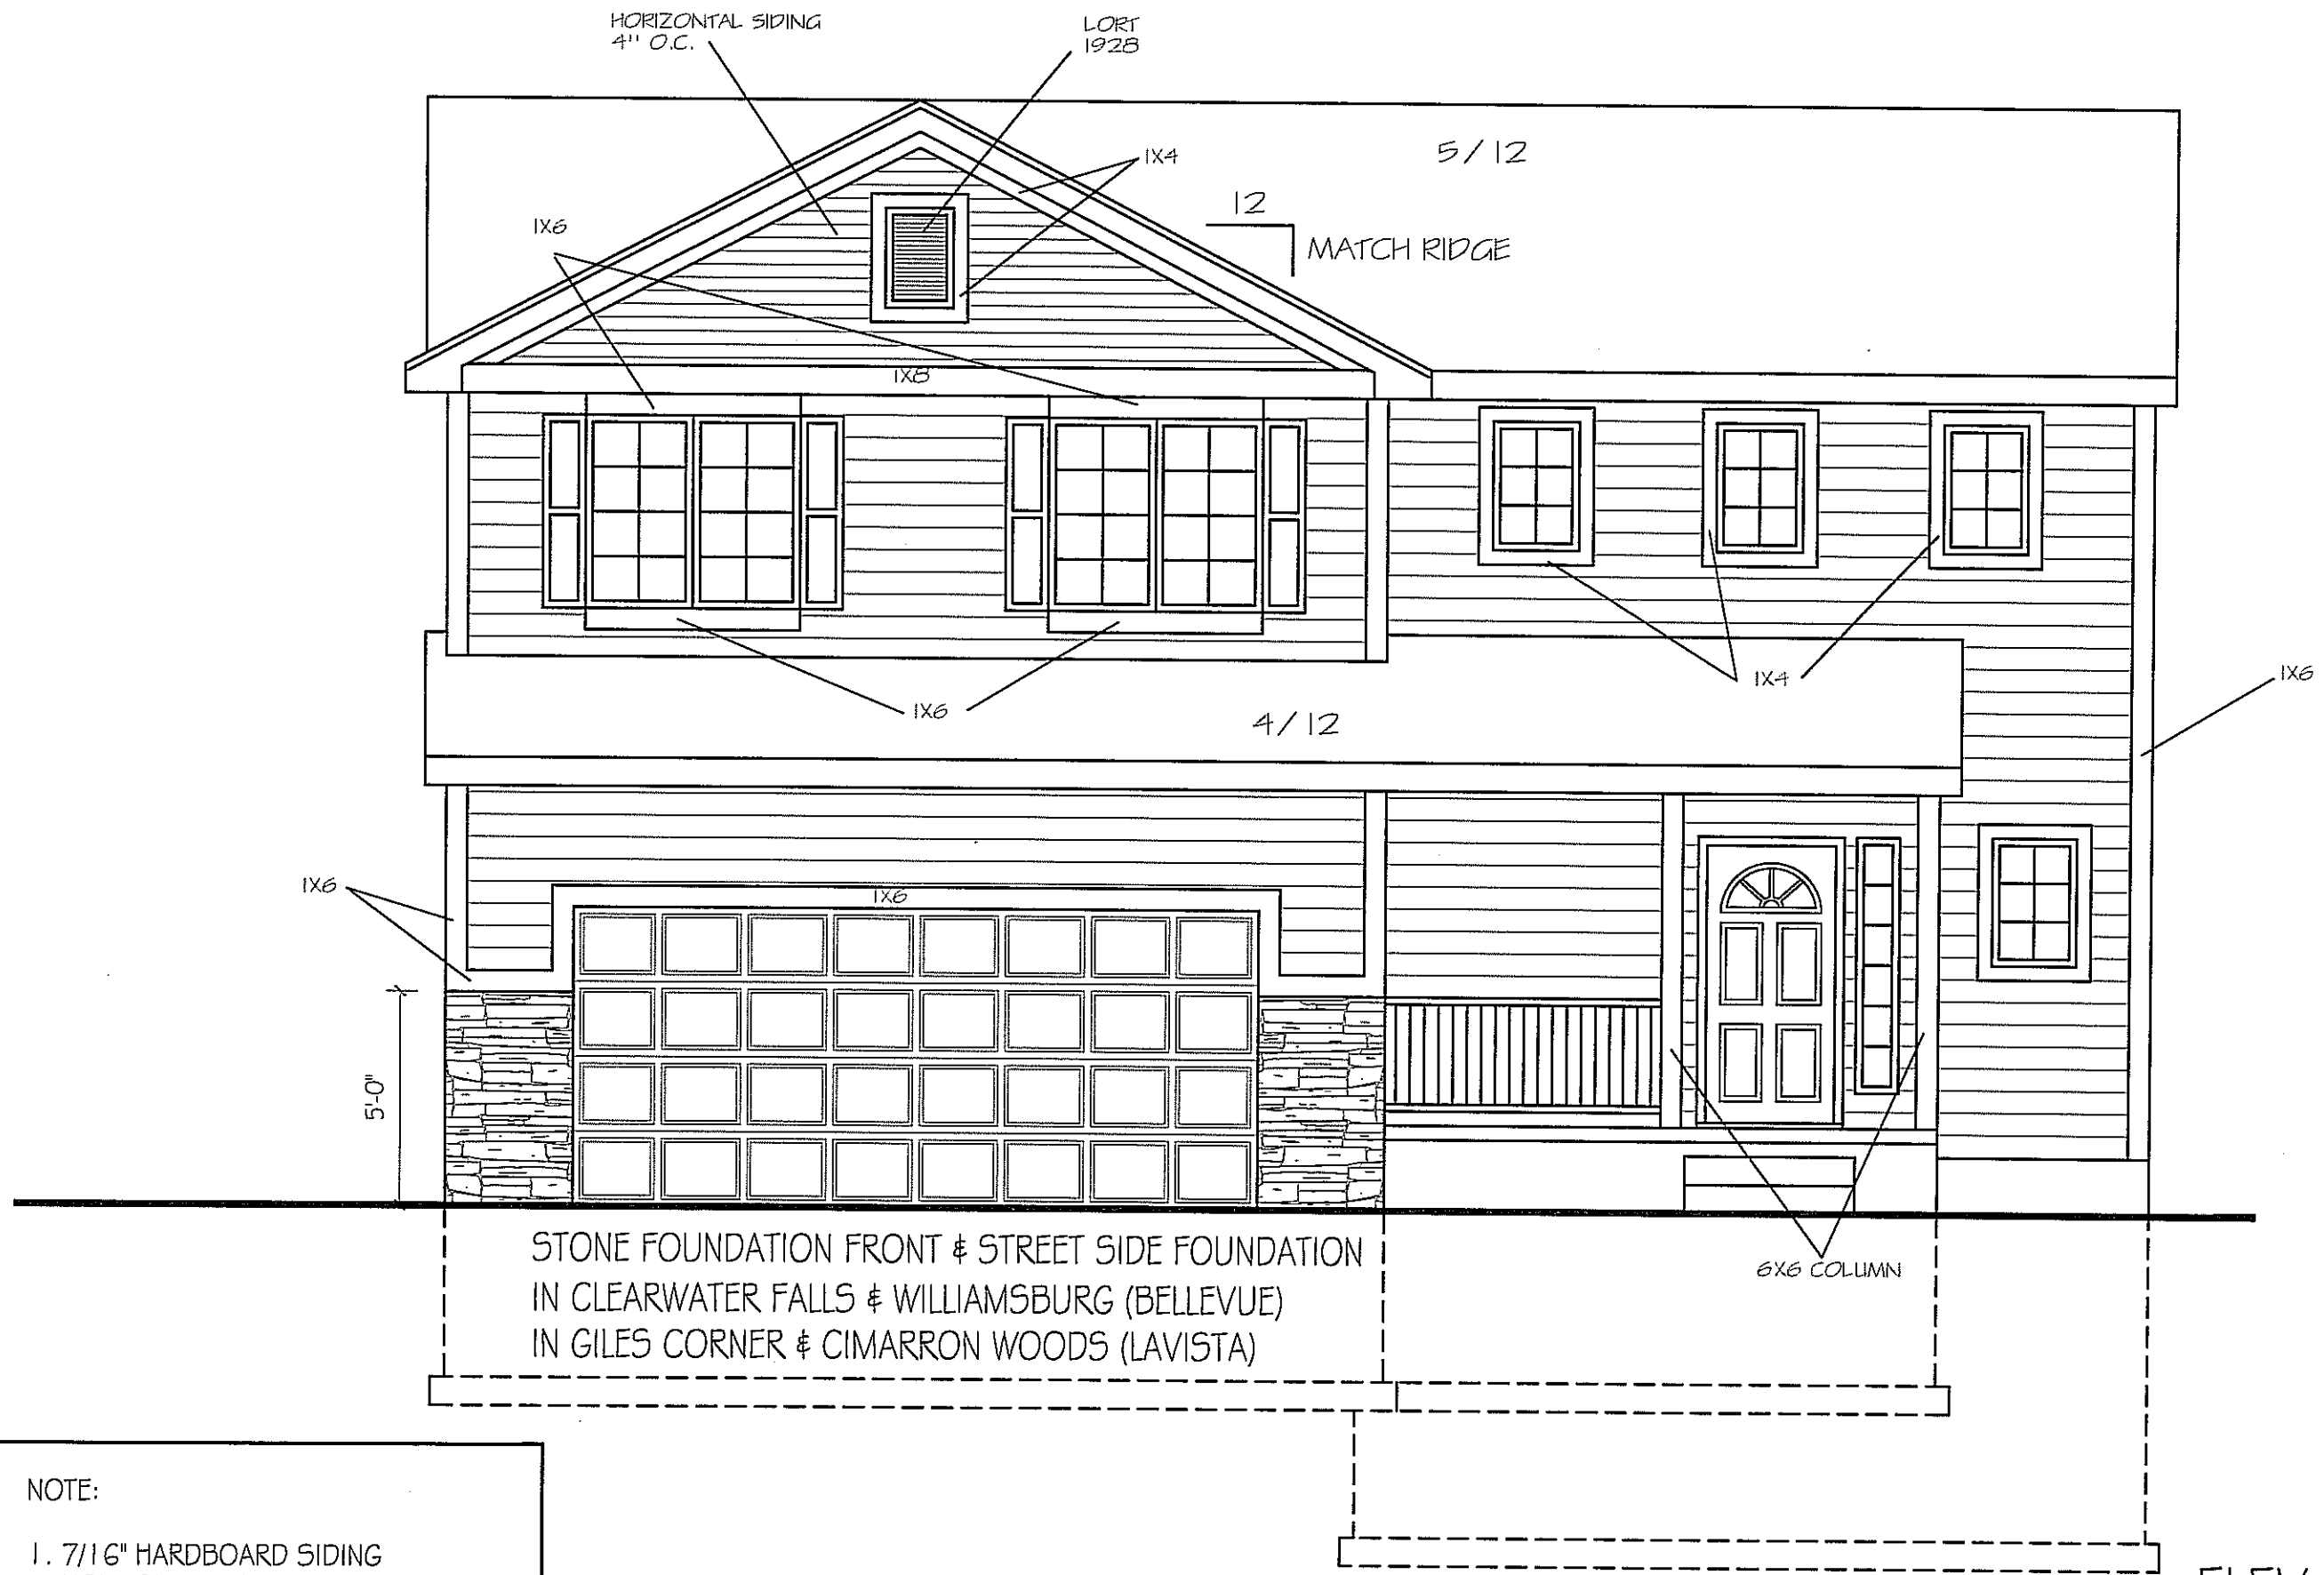 HORIZONTAL SIDING
4" O.C.
LORT
1928
1X4
5/12
12
MATCH RIDGE
1X6
1X8
1X4
1X6
1X6
4/12
1X6
1X6
5'-0"
6X6 COLUMN
STONE FOUNDATION FRONT & STREET SIDE FOUNDATION
IN CLEARWATER FALLS & WILLIAMSBURG (BELLEVUE)
IN GILES CORNER & CIMARRON WOODS (LAVISTA)
NOTE:
1. 7/16" HARDBOARD SIDING